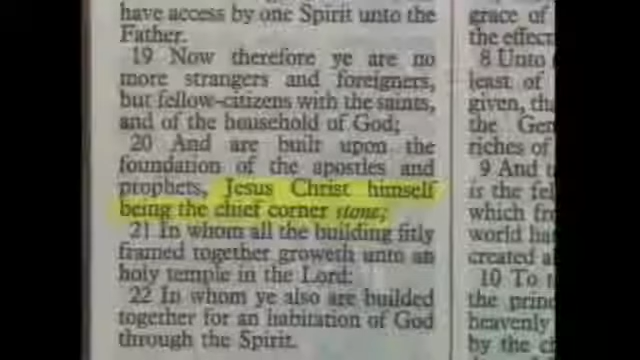 have access by one Spirit unto the
Father.
19 Now therefore ye are no
more strangers and foreigners,
but fellow-citizens with the saints,
and of the household of God;
20 And are built upon the
foundation of the apostles and
prophets, Jesus Christ himself
being the chief corner stone;
21 In whom all the building fitly
framed together groweth unto an
holy temple in the Lord:
22 In whom ye also are builded
together for an habitation of God
through the Spirit.
grace of
the effect
8 Unto
least of
given, tha
the Gen
riches of
9 And
is the fel
which fr
world ha
created a
10 To t
the princ
heavenly
by the ch